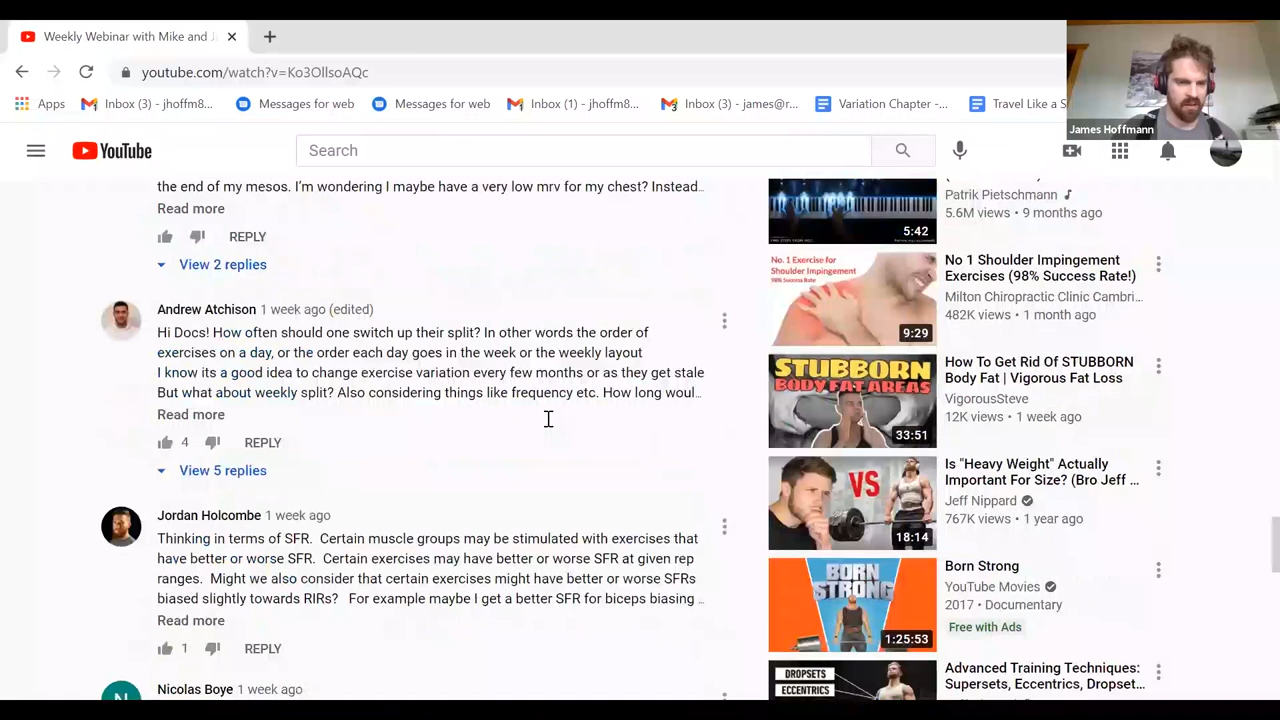 Weekly Webinar with Mike and J
youtube.com/watch?v=Ko3OllsoAQc
Apps
Inbox (3) - jhoffm8...
Messages for web
Messages for web
Inbox (1) - jhoffm8...
Inbox (3) - james@r...
Variation Chapter -...
Travel Like a S
James Hoffmann
YouTube
Search
the end of my mesos. I'm wondering I maybe have a very low mrv for my chest? Instead...
Read more
REPLY
View 2 replies
Andrew Atchison 1 week ago (edited)
Hi Docs! How often should one switch up their split? In other words the order of
exercises on a day, or the order each day goes in the week or the weekly layout
I know its a good idea to change exercise variation every few months or as they get stale
But what about weekly split? Also considering things like frequency etc. How long woul...
Read more
4
REPLY
View 5 replies
Jordan Holcombe 1 week ago
Thinking in terms of SFR. Certain muscle groups may be stimulated with exercises that
have better or worse SFR. Certain exercises may have better or worse SFR at given rep
ranges. Might we also consider that certain exercises might have better or worse SFRs
biased slightly towards RIRs? For example maybe I get a better SFR for biceps biasing ...
Read more
1
REPLY
N
Nicolas Boye 1 week ago
5:42
Patrik Pietschmann
5.6M views • 9 months ago
No. 1 Exercise for
Shoulder Impingement
98% Success Rate
9:29
No 1 Shoulder Impingement
Exercises (98% Success Rate!)
Milton Chiropractic Clinic Cambri...
482K views • 1 month ago
STUBBORN
BODY FAT AREAS
33:51
How To Get Rid Of STUBBORN
Body Fat | Vigorous Fat Loss
VigorousSteve
12K views • 1 week ago
VS
18:14
Is "Heavy Weight" Actually
Important For Size? (Bro Jeff ...
Jeff Nippard
767K views • 1 year ago
BORN
STRONG
1:25:53
Born Strong
YouTube Movies
2017 • Documentary
Free with Ads
DROPSETS
ECCENTRICS
Advanced Training Techniques:
Supersets, Eccentrics, Dropset...